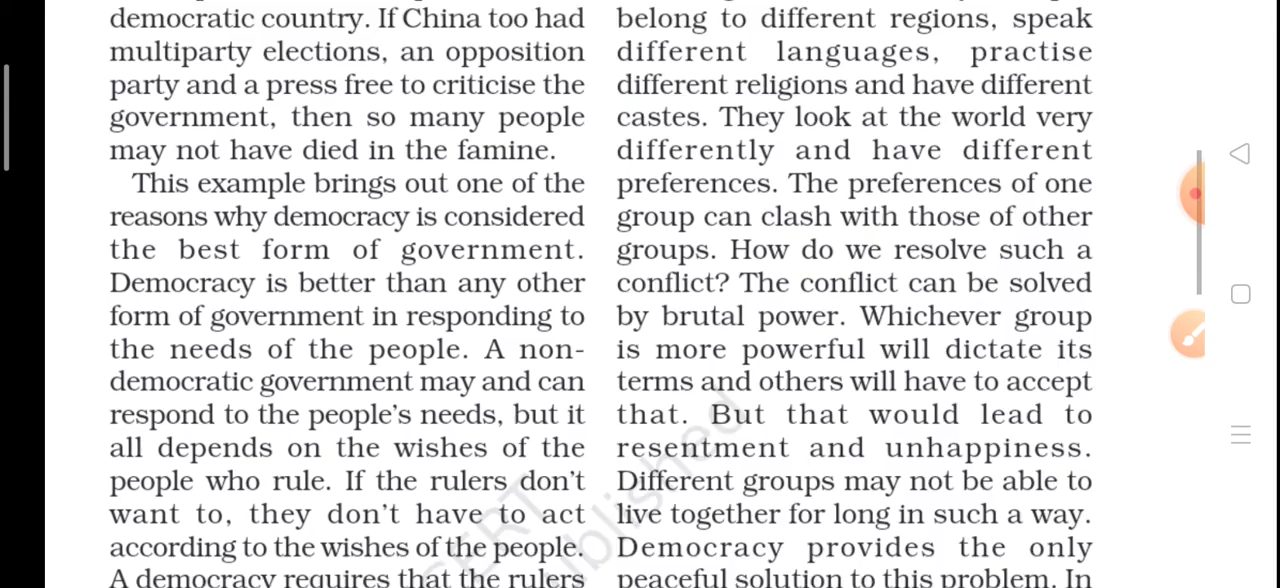 democratic country. If China too had
multiparty elections, an opposition
party and a press free to criticise the
government, then so many people
may not have died in the famine.
This example brings out one of the
reasons why democracy is considered
the best form of government.
Democracy is better than any other
form of government in responding to
the needs of the people. A non-
democratic government may and can
respond to the people's needs, but it
all depends on the wishes of the
people who rule. If the rulers don't
want to, they don't have to act
according to the wishes of the people.
A democracy requires that the rulers
belong to different regions, speak
different languages, practise
different religions and have different
castes. They look at the world very
differently and have different
preferences. The preferences of one
group can clash with those of other
groups. How do we resolve such a
conflict? The conflict can be solved
by brutal power. Whichever group
is more powerful will dictate its
terms and others will have to accept
that. But that would lead to
resentment and unhappiness.
Different groups may not be able to
live together for long in such a way.
Democracy provides the only
peaceful solution to this problem. In